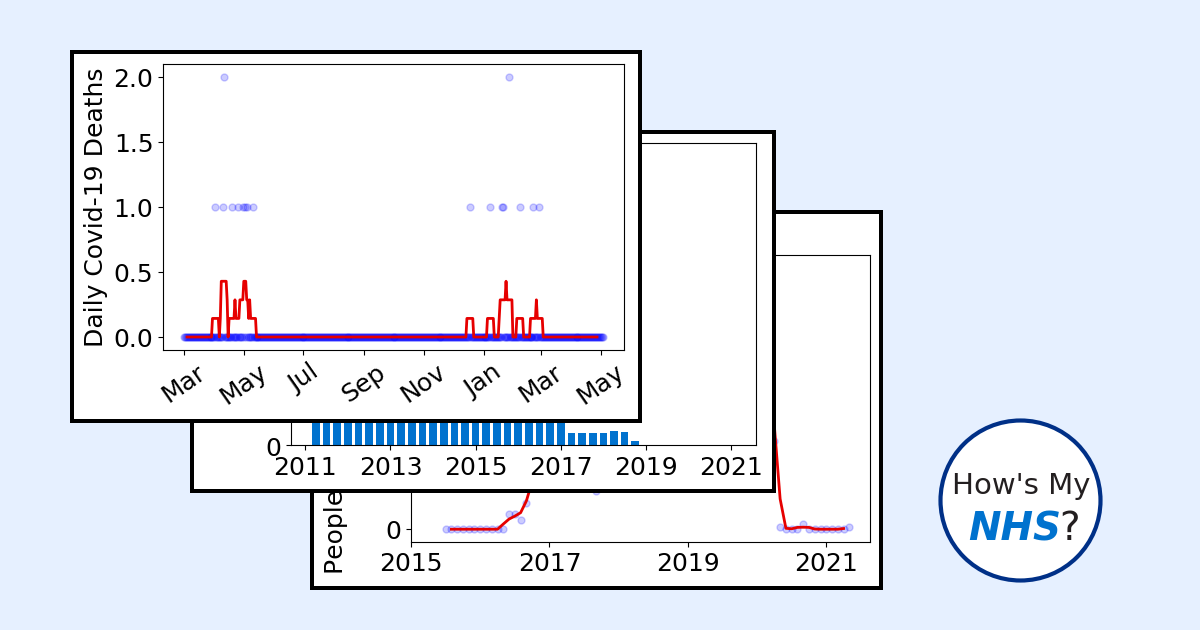 Daily Covid-19 Deaths
2.0
1.5
1.0
0.5
0.0
Mar May Jul Sep Nov Jan Mar May
0
2011 2013 2015 2017 2019 2021
People
0
2015 2017 2019 2021
How's My
NHS?